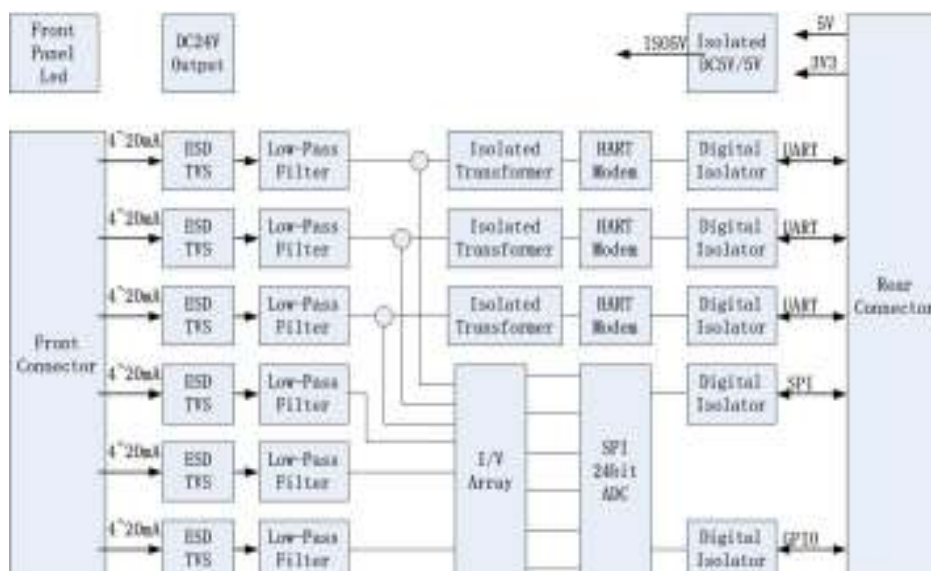 Front
Panel
Led
DC24V
Output
ISO5V
Isolated
DC5V/5V
5V
3V3
4~20mA
ESD
TVS
Low-Pass
Filter
Isolated
Transformer
HART
Modem
Digital
Isolator
UART
4~20mA
ESD
TVS
Low-Pass
Filter
Isolated
Transformer
HART
Modem
Digital
Isolator
UART
4~20mA
ESD
TVS
Low-Pass
Filter
Isolated
Transformer
HART
Modem
Digital
Isolator
UART
Rear
Connector
Front
Connector
4~20mA
ESD
TVS
Low-Pass
Filter
Digital
Isolator
SPI
4~20mA
ESD
TVS
Low-Pass
Filter
I/V
Array
SPI
24bit
ADC
4~20mA
ESD
TVS
Low-Pass
Filter
Digital
Isolator
GPIO